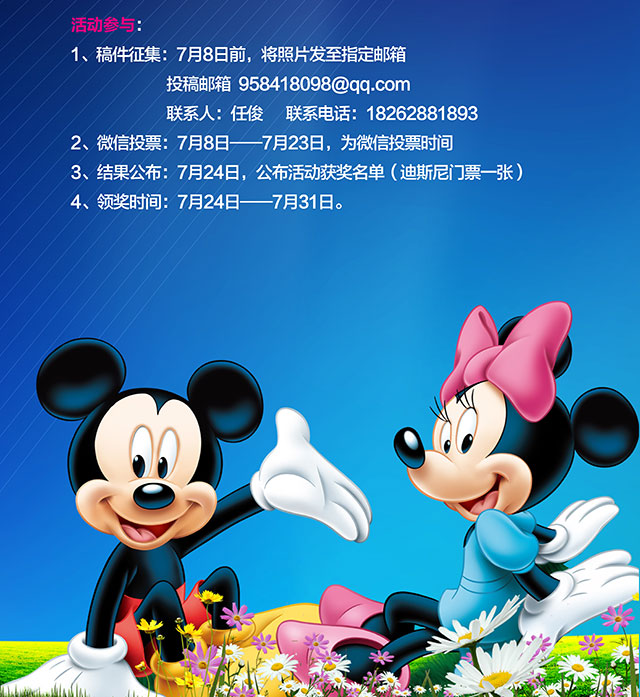 活动参与：
1、稿件征集：7月8日前，将照片发至指定邮箱
投稿邮箱 958418098@qq.com
联系人：任俊 联系电话：18262881893
2、微信投票：7月8日——7月23日，为微信投票时间
3、结果公布：7月24日，公布活动获奖名单（迪斯尼门票一张）
4、领奖时间：7月24日——7月31日。